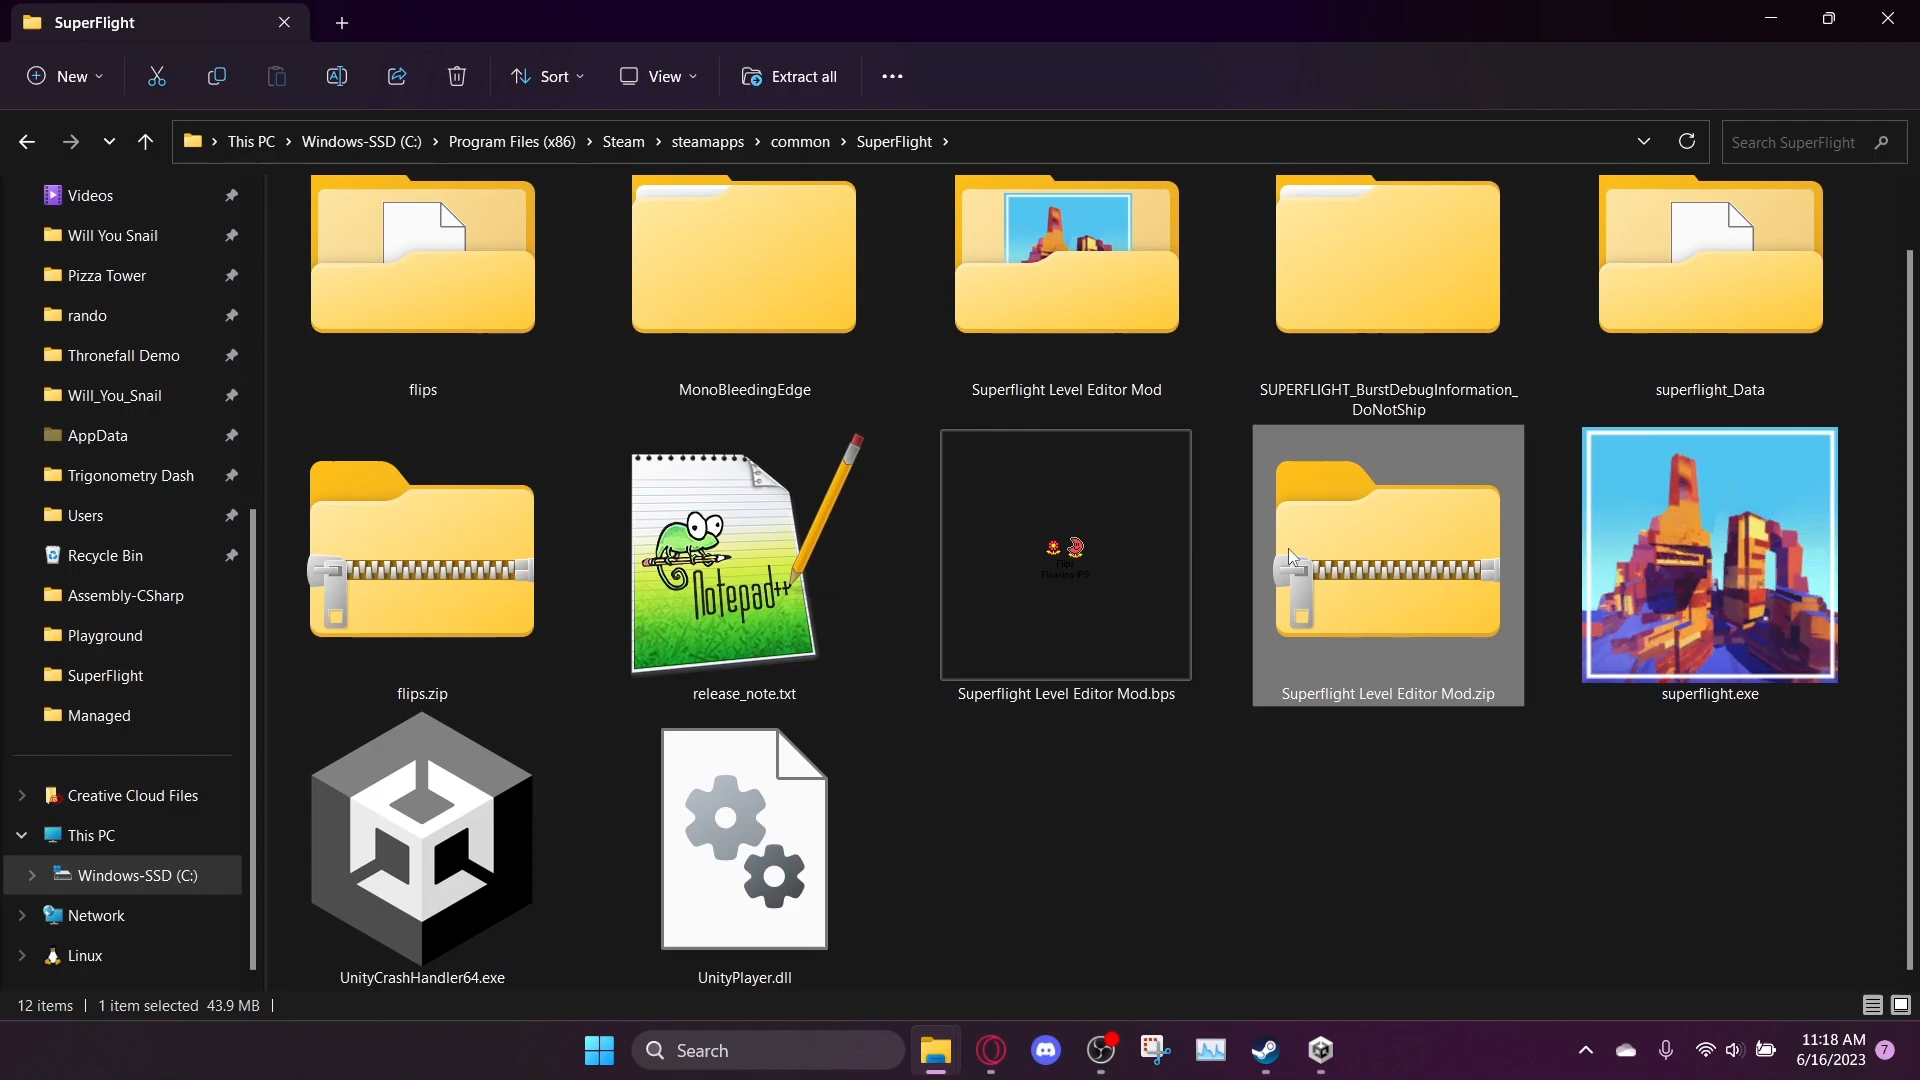 SuperFlight
New
Sort
View
Extract all
This PC
Windows-SSD (C:)
Program Files (x86)
Steam
steamapps
common
SuperFlight
Search SuperFlight
Videos
Will You Snail
Pizza Tower
rando
Thronefall Demo
Will_You_Snail
AppData
Trigonometry Dash
Users
Recycle Bin
Assembly-CSharp
Playground
SuperFlight
Managed
Creative Cloud Files
This PC
Windows-SSD (C:)
Network
Linux
flips
MonoBleedingEdge
Superflight Level Editor Mod
SUPERFLIGHT_BurstDebugInformation_
DoNotShip
superflight_Data
Notepad++
Flips
Floating IPS
flips.zip
release_note.txt
Superflight Level Editor Mod.bps
Superflight Level Editor Mod.zip
superflight.exe
UnityCrashHandler64.exe
UnityPlayer.dll
12 items
1 item selected 43.9 MB
Search
11:18 AM
6/16/2023
7